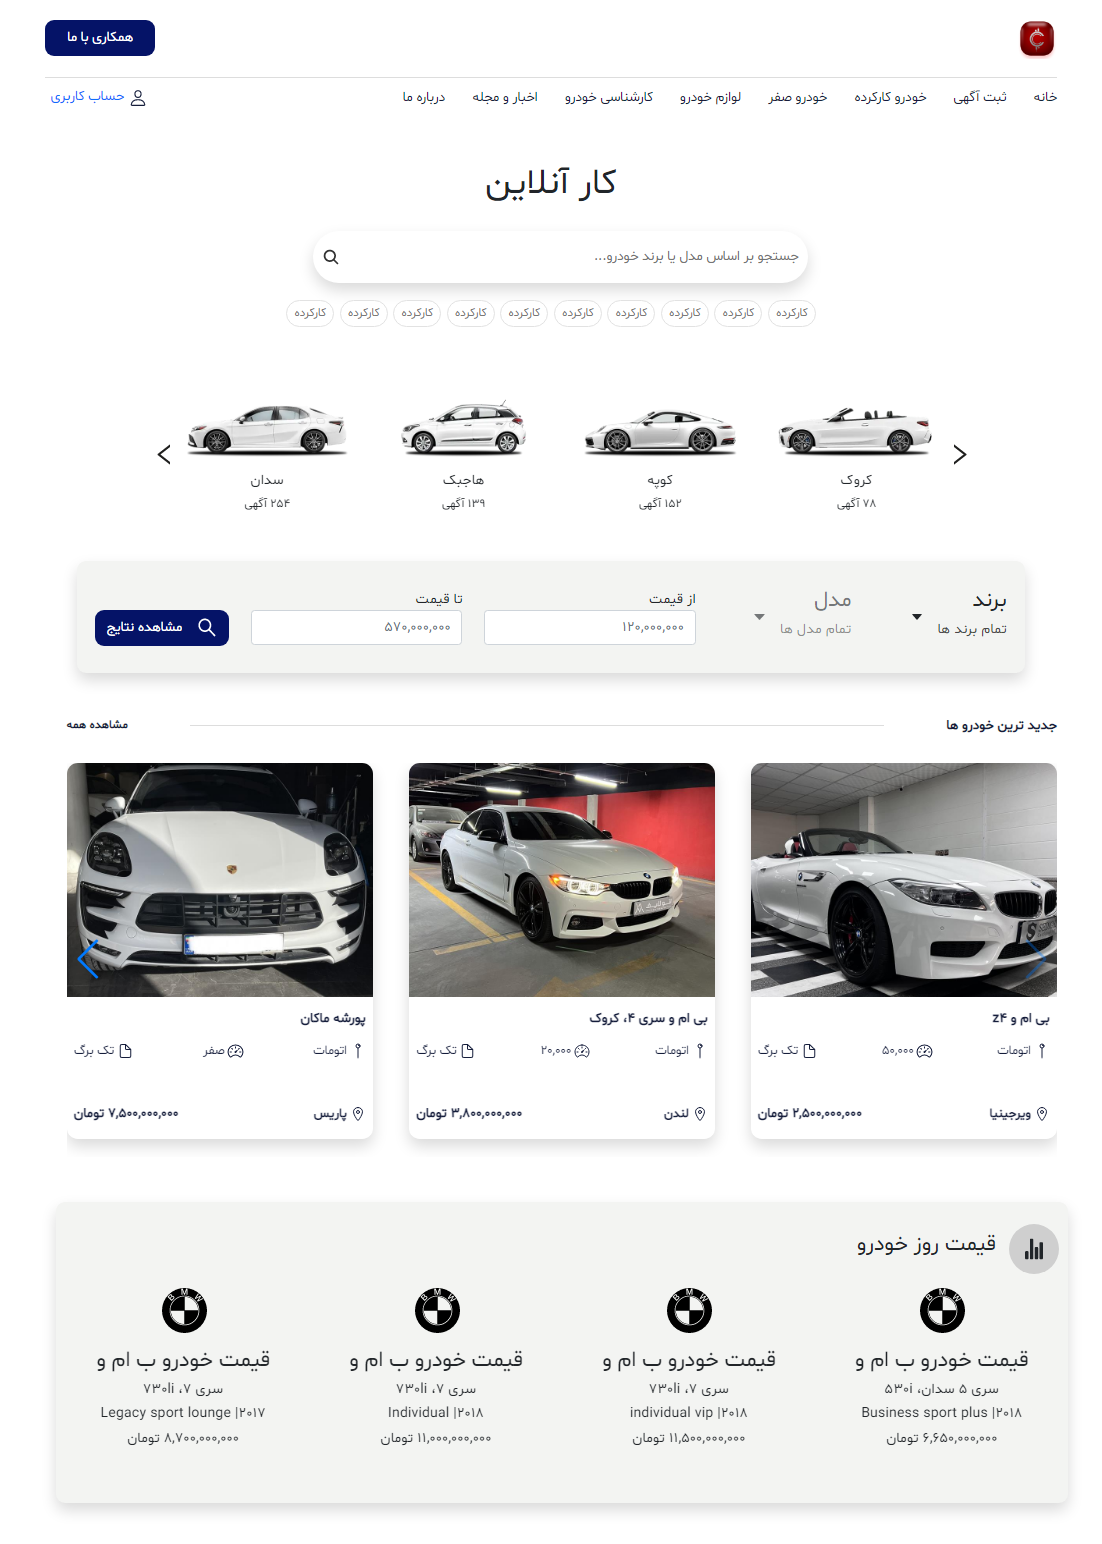 همکاری با ما
خانه ثبت آگهی خودرو کارکرده خودرو صفر لوازم خودرو کارشناسی خودرو اخبار و مجله درباره ما حساب کاربری
کار آنلاین
جستجو بر اساس مدل یا برند خودرو...
کارکرده کارکرده کارکرده کارکرده کارکرده کارکرده کارکرده کارکرده کارکرده کارکرده
کروک کوپه هاچبک سدان
۷۸ آگهی ۱۵۲ آگهی ۱۳۹ آگهی ۲۵۴ آگهی
برند مدل از قیمت تا قیمت
تمام برند ها تمام مدل ها ۱۲۰,۰۰۰,۰۰۰ ۵۷۰,۰۰۰,۰۰۰ مشاهده نتایج
جدید ترین خودرو ها مشاهده همه
بی ام و z۴ بی ام و سری ۴، کروک پورشه ماکان
اتومات ۵۰,۰۰۰ تک برگ اتومات ۲۰,۰۰۰ تک برگ اتومات صفر تک برگ
ویرجینیا ۲,۵۰۰,۰۰۰,۰۰۰ تومان لندن ۳,۸۰۰,۰۰۰,۰۰۰ تومان پاریس ۷,۵۰۰,۰۰۰,۰۰۰ تومان
قیمت روز خودرو
BMW BMW BMW BMW
قیمت خودرو ب ام و قیمت خودرو ب ام و قیمت خودرو ب ام و قیمت خودرو ب ام و
سری ۵ سدان، ۵۳۰i سری ۷، ۷۳۰li سری ۷، ۷۳۰li سری ۷، ۷۳۰li
۲۰۱۸| Business sport plus ۲۰۱۸| individual vip ۲۰۱۸| Individual ۲۰۱۷| Legacy sport lounge
۶,۶۵۰,۰۰۰,۰۰۰ تومان ۱۱,۵۰۰,۰۰۰,۰۰۰ تومان ۱۱,۰۰۰,۰۰۰,۰۰۰ تومان ۸,۷۰۰,۰۰۰,۰۰۰ تومان